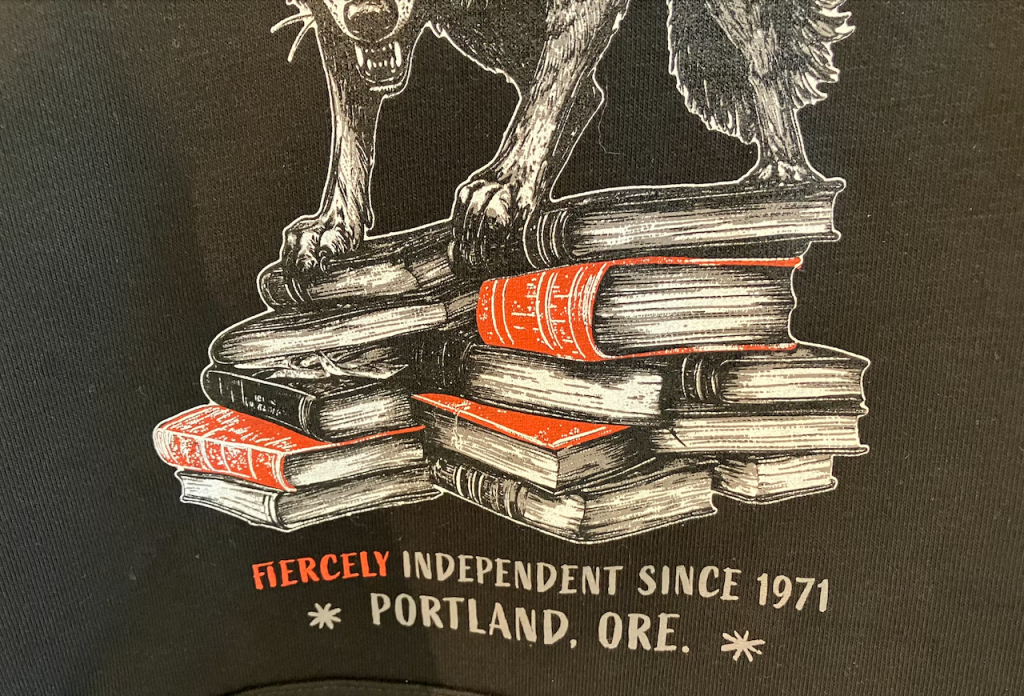 FIERCELY INDEPENDENT SINCE 1971
* PORTLAND, ORE. *